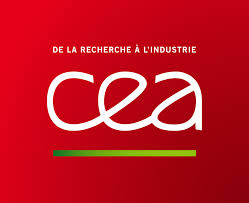 DE LA RECHERCHE À L'INDUSTRIE
cea